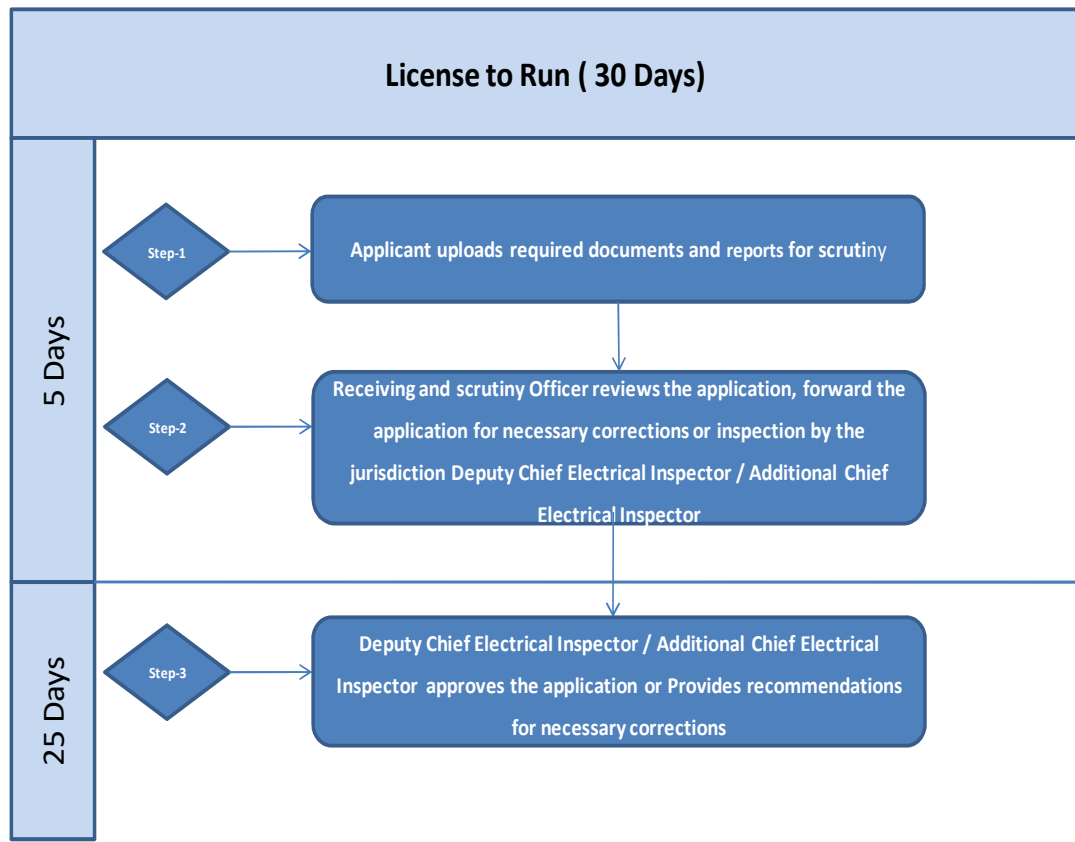 License to Run ( 30 Days)
5 Days
Step-1
Applicant uploads required documents and reports for scrutiny
Step-2
Receiving and scrutiny Officer reviews the application, forward the
application for necessary corrections or inspection by the
jurisdiction Deputy Chief Electrical Inspector / Additional Chief
Electrical Inspector
25 Days
Step-3
Deputy Chief Electrical Inspector / Additional Chief Electrical
Inspector approves the application or Provides recommendations
for necessary corrections